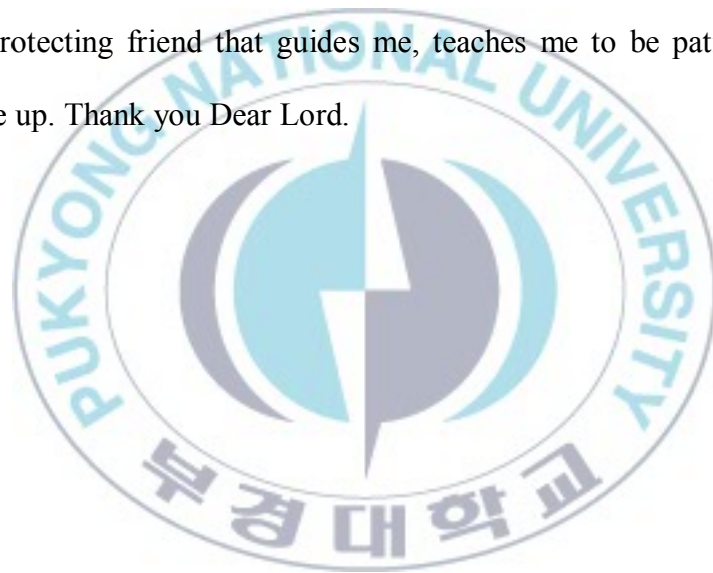 rotecting friend that guides me, teaches me to be pat
e up. Thank you Dear Lord.
PUKYONG NATIONAL UNIVERSITY
부경대학교